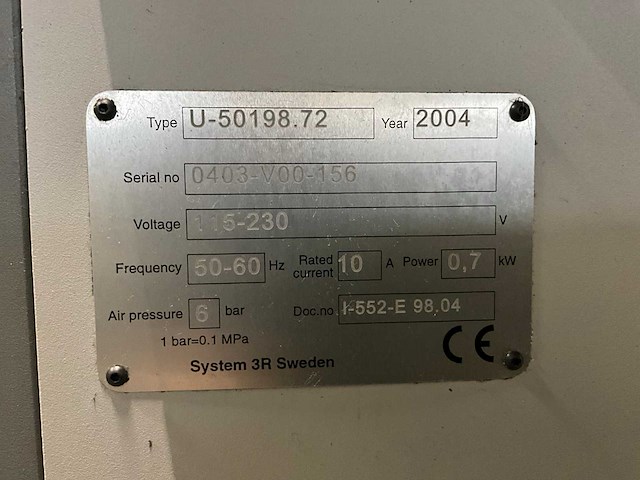 Type U-50198.72 Year 2004
Serial no 0403-V00-156
Voltage 115-230 V
Frequency 50-60 Hz Rated current 10 A Power 0,7 kW
Air pressure 6 bar Doc.no I-552-E 98.04
1 bar=0.1 MPa
System 3R Sweden CE